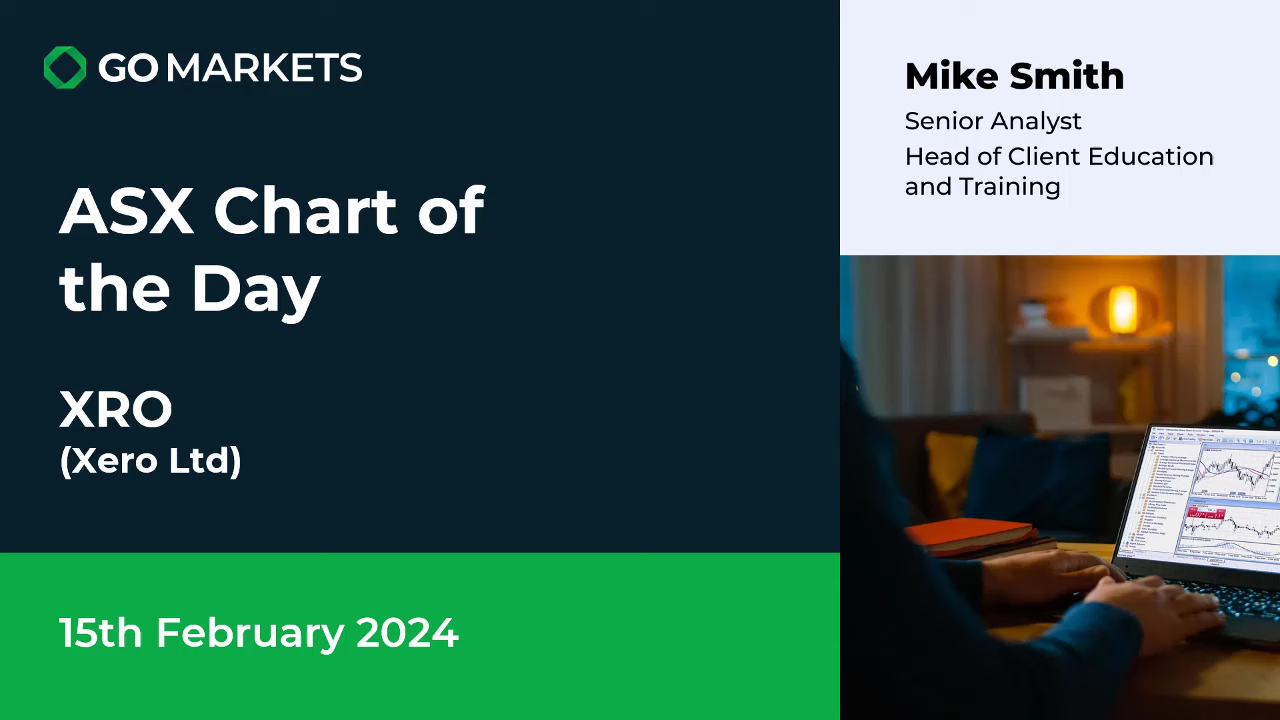 GO MARKETS
ASX Chart of
the Day
XRO
(Xero Ltd)
15th February 2024
Mike Smith
Senior Analyst
Head of Client Education
and Training